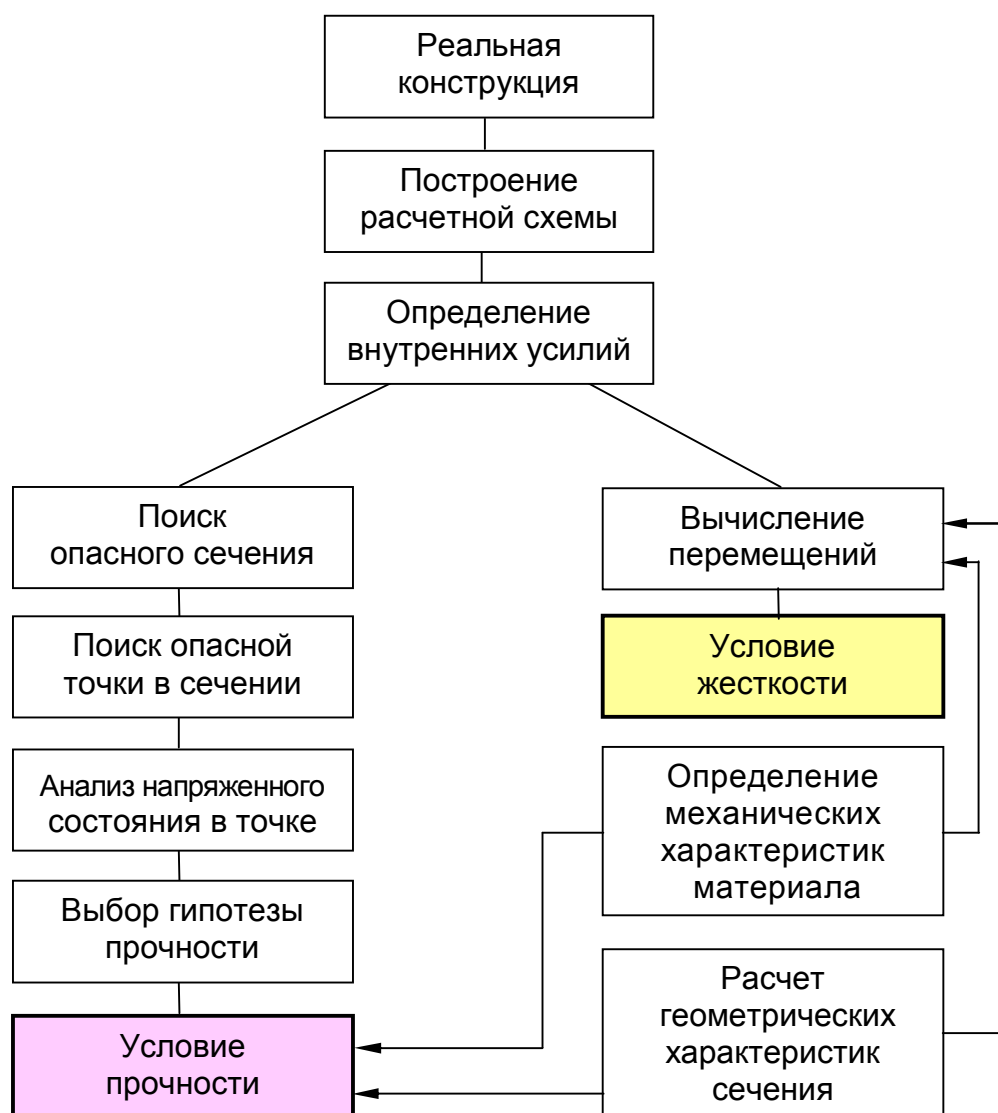 Реальная
конструкция
Построение
расчетной схемы
Определение
внутренних усилий
Поиск
опасного сечения
Поиск опасной
точки в сечении
Анализ напряженного
состояния в точке
Выбор гипотезы
прочности
Условие
прочности
Вычисление
перемещений
Условие
жесткости
Определение
механических
характеристик
материала
Расчет
геометрических
характеристик
сечения